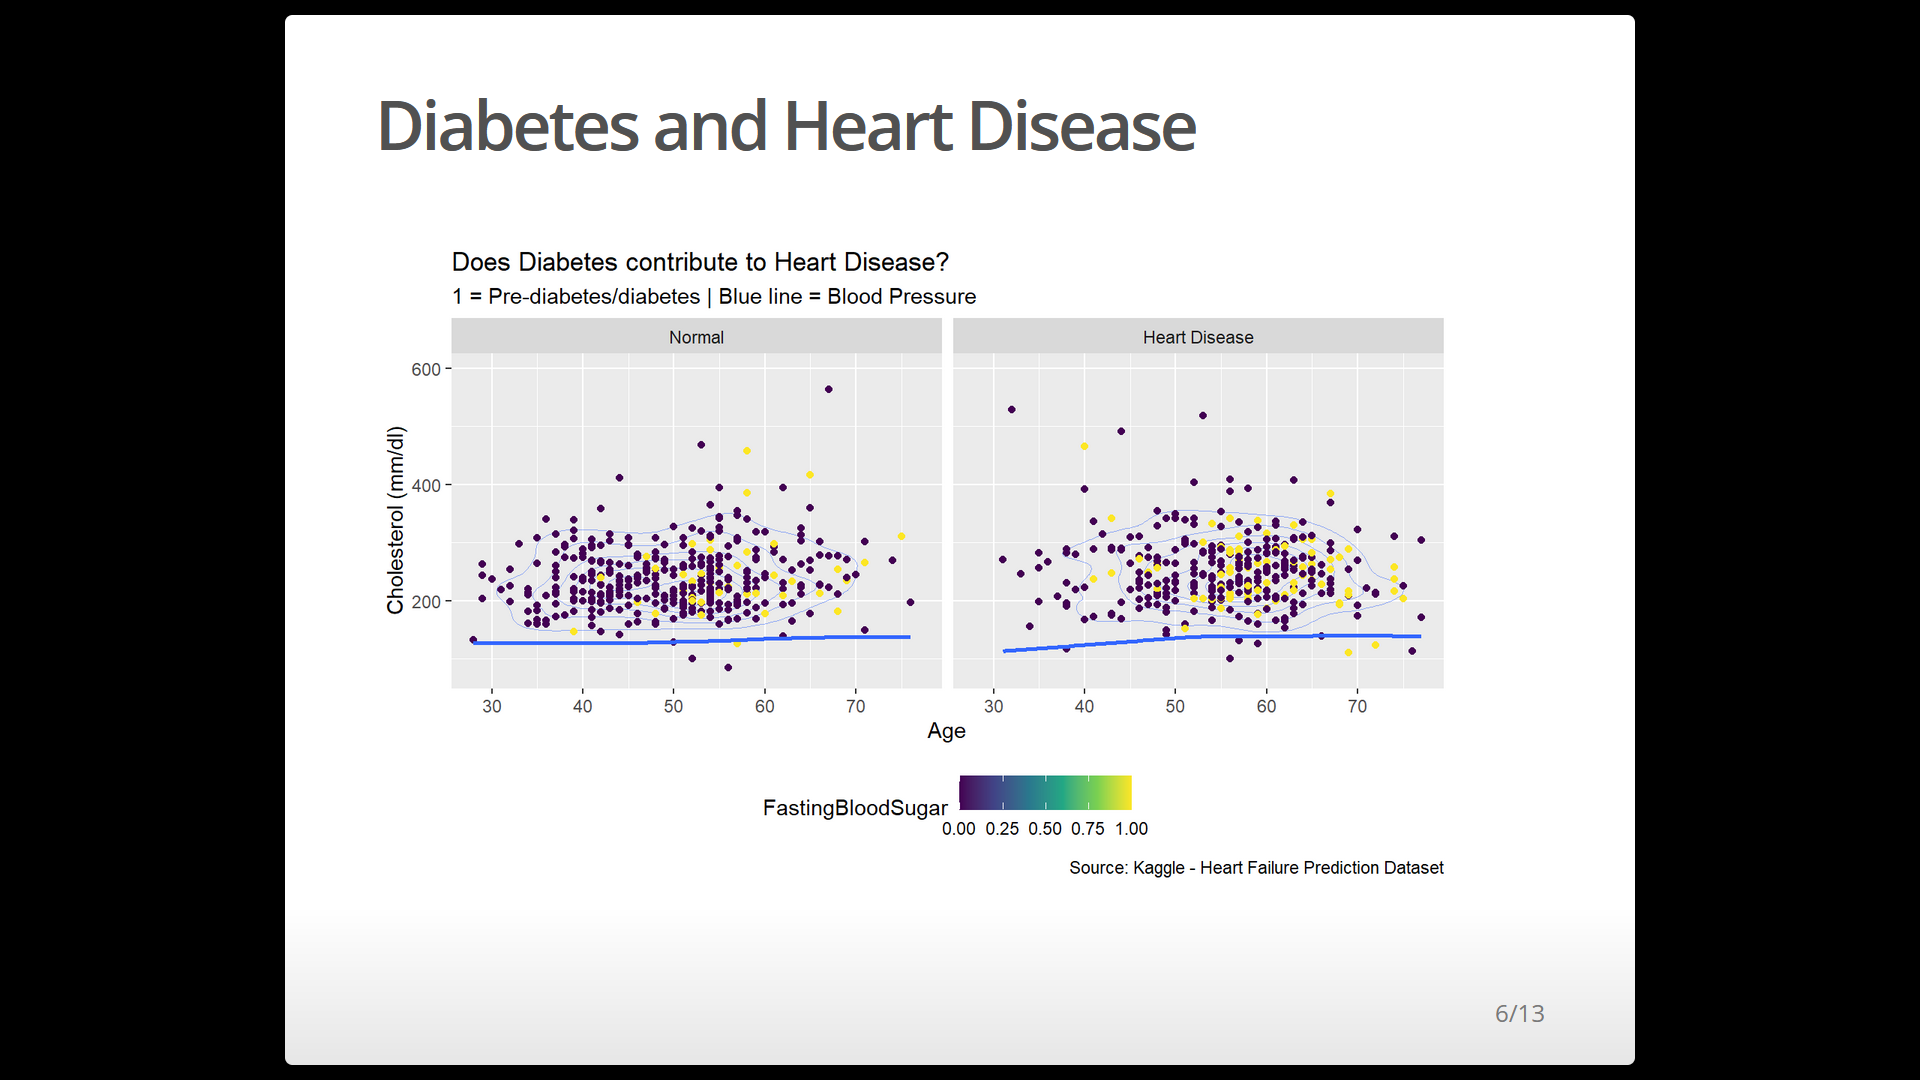 Diabetes and Heart Disease
Does Diabetes contribute to Heart Disease?
1 = Pre-diabetes/diabetes | Blue line = Blood Pressure
Normal
Heart Disease
Cholesterol (mm/dl)
600
400
200
30 40 50 60 70
30 40 50 60 70
Age
FastingBloodSugar
0.00 0.25 0.50 0.75 1.00
Source: Kaggle - Heart Failure Prediction Dataset
6/13